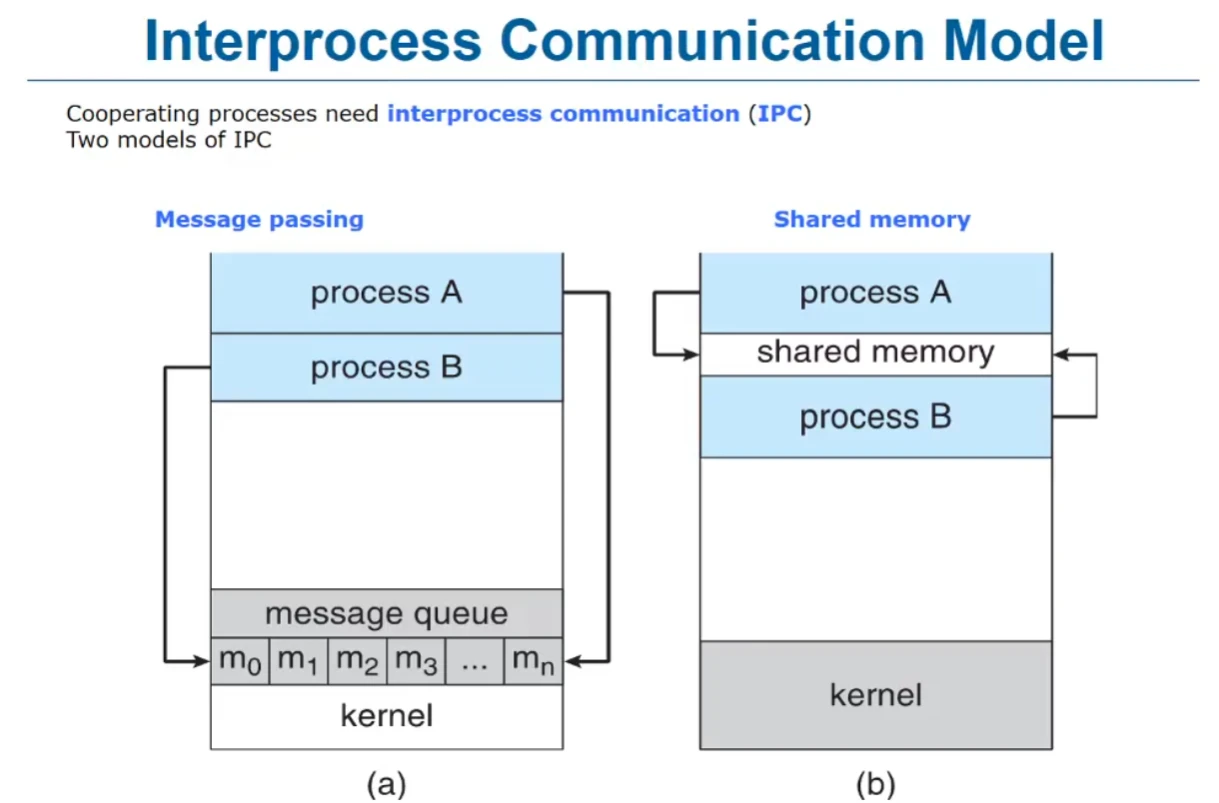 Interprocess Communication Model
Cooperating processes need interprocess communication (IPC)
Two models of IPC
Message passing
process A
process B
message queue
m0 m1 m2 m3 ... mn
kernel
(a)
Shared memory
process A
shared memory
process B
kernel
(b)